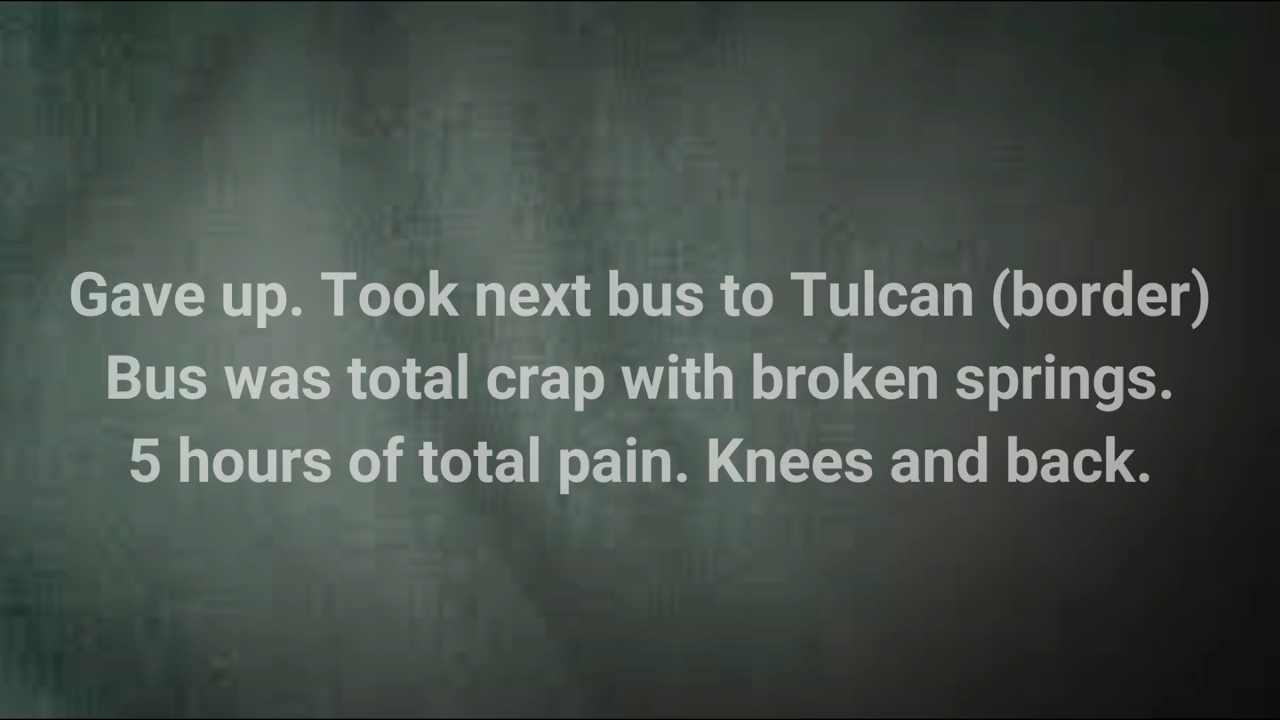 Gave up. Took next bus to Tulcan (border)
Bus was total crap with broken springs.
5 hours of total pain. Knees and back.